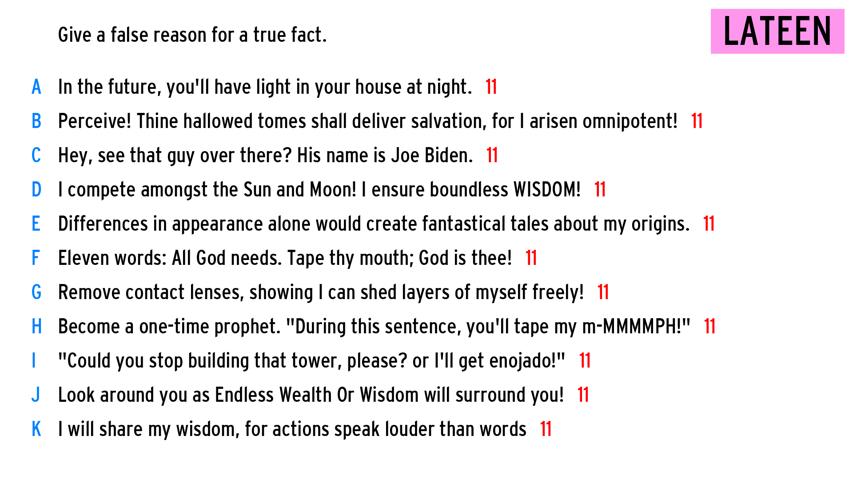 Give a false reason for a true fact.
LATEEN
A In the future, you'll have light in your house at night. 11
B Perceive! Thine hallowed tomes shall deliver salvation, for I arisen omnipotent! 11
C Hey, see that guy over there? His name is Joe Biden. 11
D I compete amongst the Sun and Moon! I ensure boundless WISDOM! 11
E Differences in appearance alone would create fantastical tales about my origins. 11
F Eleven words: All God needs. Tape thy mouth; God is thee! 11
G Remove contact lenses, showing I can shed layers of myself freely! 11
H Become a one-time prophet. "During this sentence, you'll tape my m-MMMMPH!" 11
I "Could you stop building that tower, please? or I'll get enojado!" 11
J Look around you as Endless Wealth Or Wisdom will surround you! 11
K I will share my wisdom, for actions speak louder than words 11